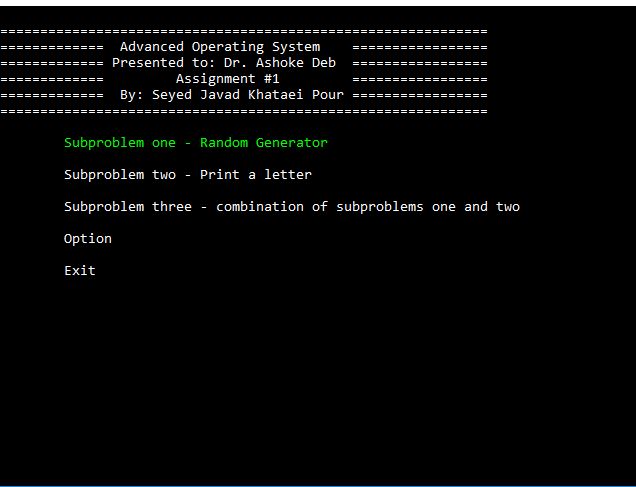 =============================================================
=============  Advanced Operating System    =================
============= Presented to: Dr. Ashoke Deb  =================
=============         Assignment #1         =================
=============  By: Seyed Javad Khataei Pour =================
=============================================================
Subproblem one - Random Generator
Subproblem two - Print a letter
Subproblem three - combination of subproblems one and two
Option
Exit